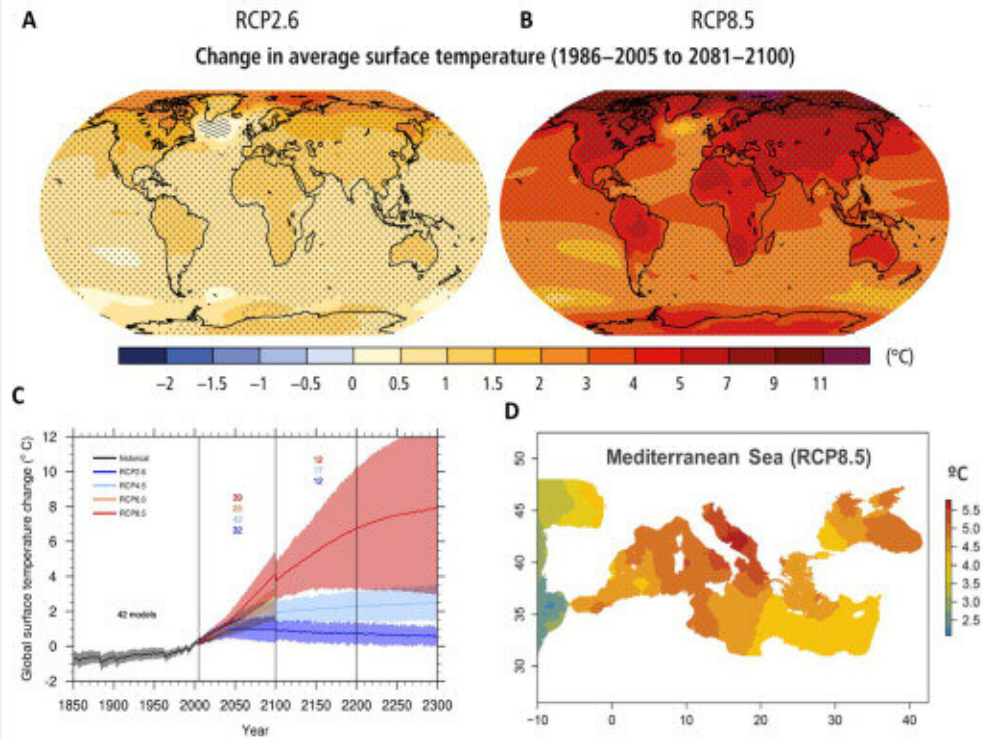 A
RCP2.6
B
RCP8.5
Change in average surface temperature (1986–2005 to 2081–2100)
−2 −1.5 −1 −0.5 0 0.5 1 1.5 2 3 4 5 7 9 11 (°C)
C
Global surface temperature change (° C)
12
10
8
6
4
2
0
-2
historical
RCP2.6
RCP4.5
RCP6.0
RCP8.5
42 models
39
25
42
32
12
17
12
1850 1900 1950 2000 2050 2100 2150 2200 2250 2300
Year
D
Mediterranean Sea (RCP8.5)
50
45
40
35
30
−10 0 10 20 30 40
ºC
5.5
5.0
4.5
4.0
3.5
3.0
2.5